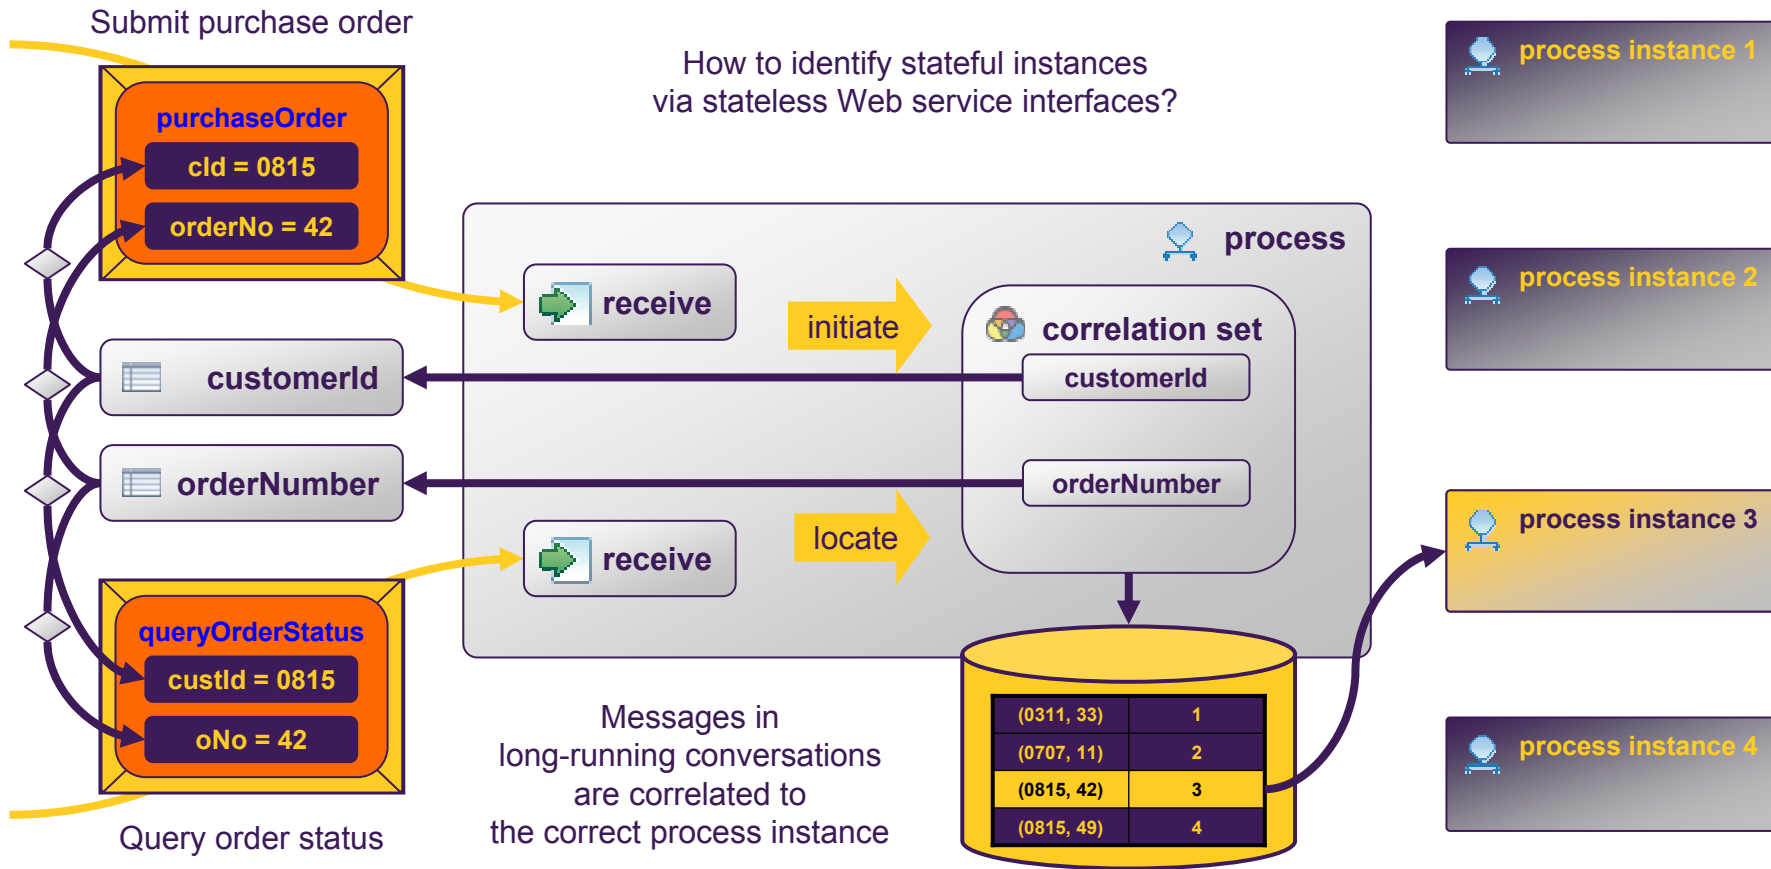 Submit purchase order
purchaseOrder
cId = 0815
orderNo = 42
How to identify stateful instances
via stateless Web service interfaces?
process
receive
initiate
correlation set
customerId
orderNumber
customerId
orderNumber
receive
locate
queryOrderStatus
custId = 0815
oNo = 42
Query order status
Messages in
long-running conversations
are correlated to
the correct process instance
(0311, 33) 1
(0707, 11) 2
(0815, 42) 3
(0815, 49) 4
process instance 1
process instance 2
process instance 3
process instance 4